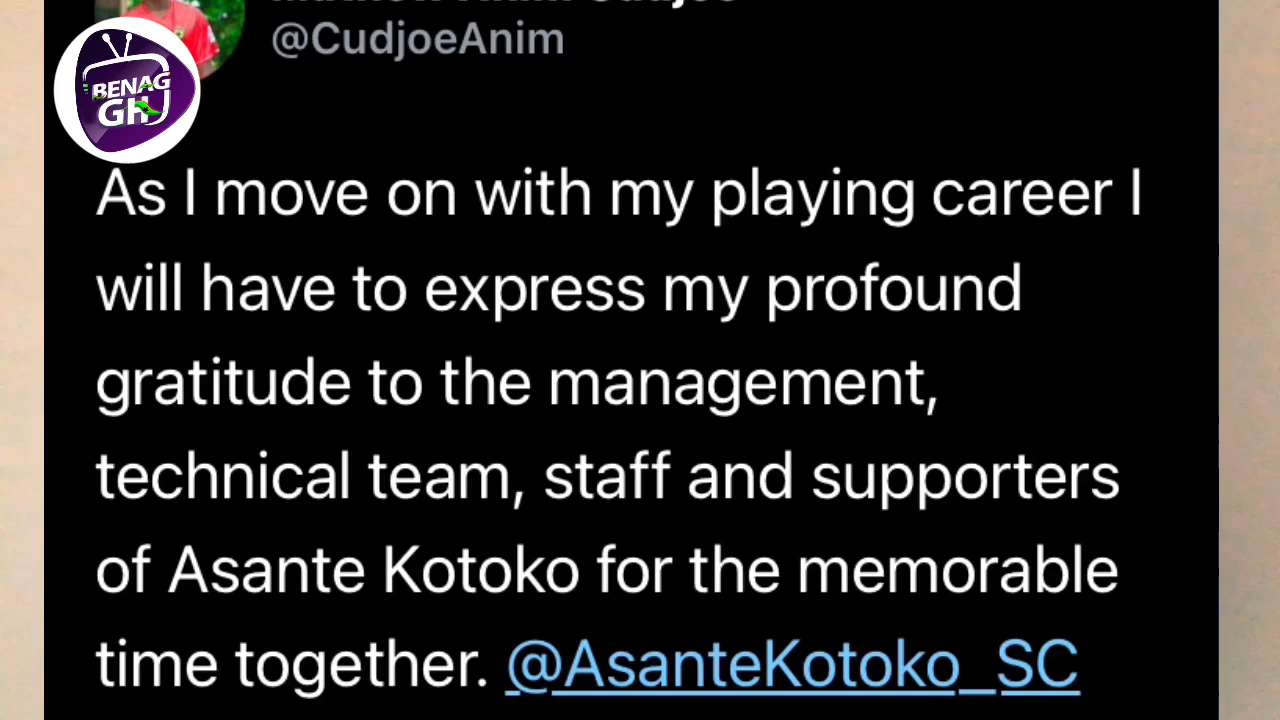 @CudjoeAnim
BENAG
GH
As I move on with my playing career I
will have to express my profound
gratitude to the management,
technical team, staff and supporters
of Asante Kotoko for the memorable
time together. @AsanteKotoko_SC